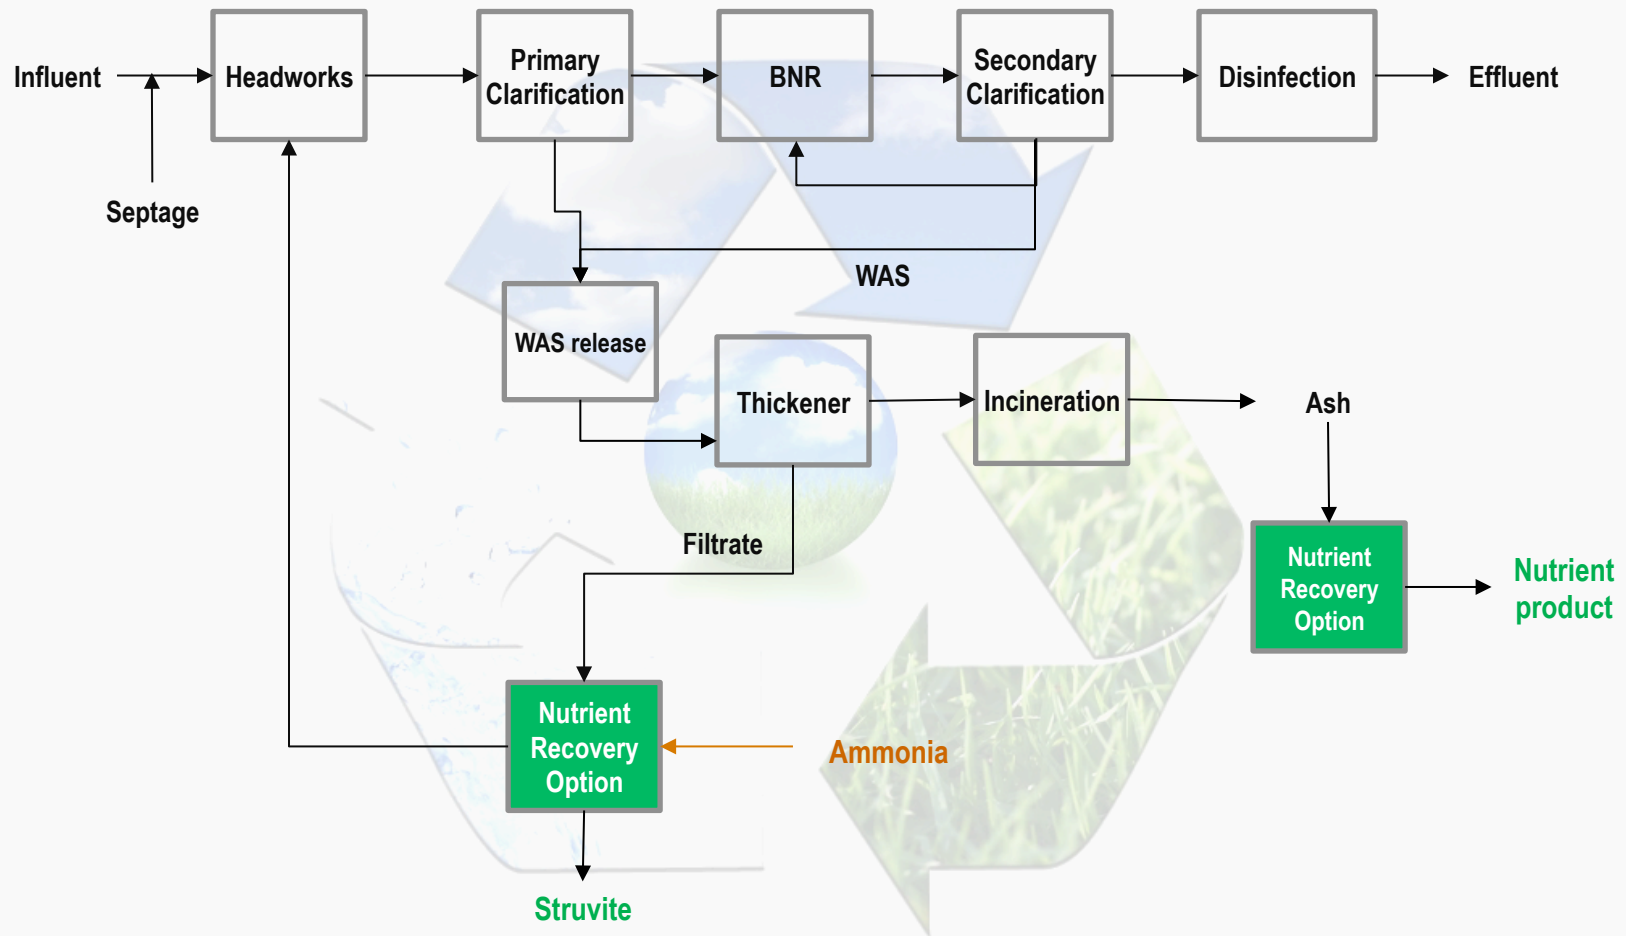 Influent
Headworks
Primary
Clarification
BNR
Secondary
Clarification
Disinfection
Effluent
Septage
WAS
WAS release
Thickener
Incineration
Ash
Filtrate
Nutrient
Recovery
Option
Nutrient
product
Nutrient
Recovery
Option
Ammonia
Struvite